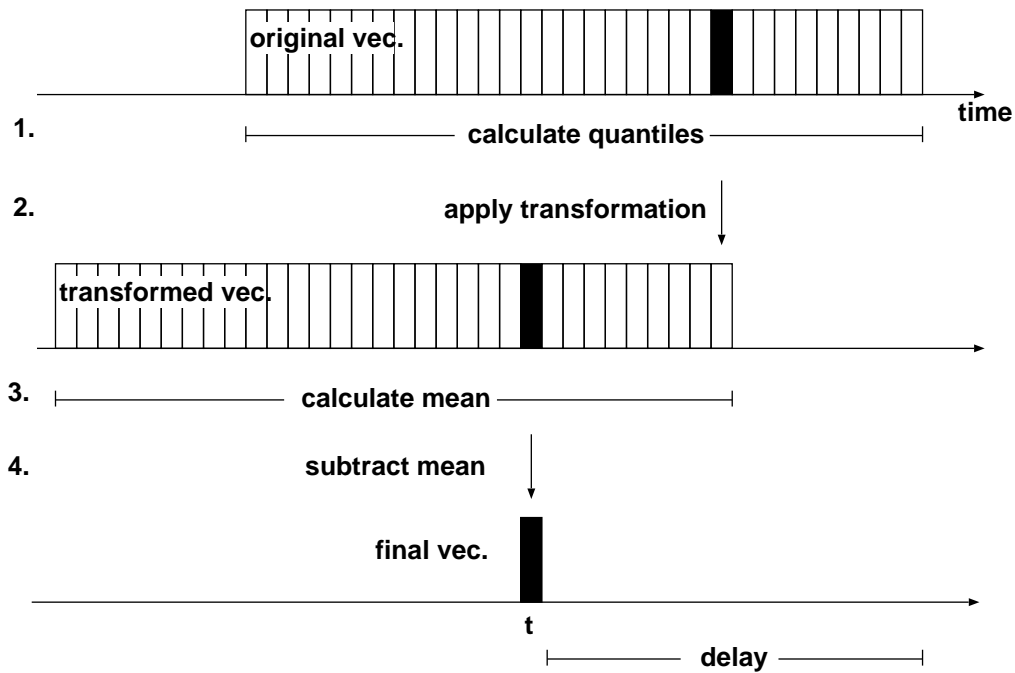 original vec.
time
1.
calculate quantiles
2.
apply transformation
transformed vec.
3.
calculate mean
4.
subtract mean
final vec.
t
delay